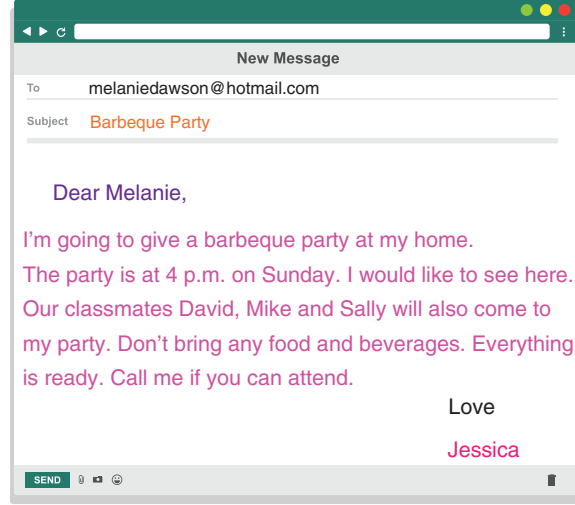 New Message
To melaniedawson@hotmail.com
Subject Barbeque Party
Dear Melanie,
I'm going to give a barbeque party at my home.
The party is at 4 p.m. on Sunday. I would like to see here.
Our classmates David, Mike and Sally will also come to
my party. Don't bring any food and beverages. Everything
is ready. Call me if you can attend.
Love
Jessica
SEND